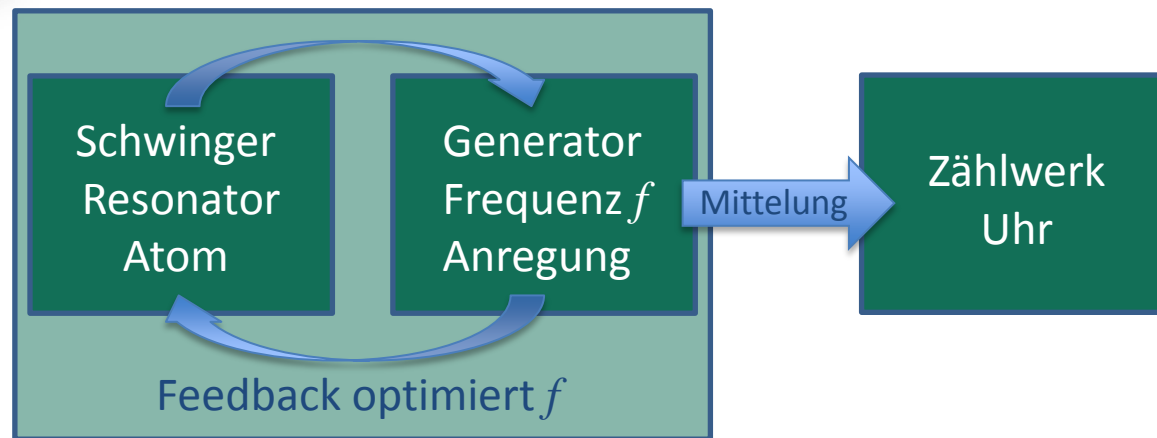 Schwinger
Resonator
Atom
Generator
Frequenz f
Anregung
Mittelung
Zählwerk
Uhr
Feedback optimiert f